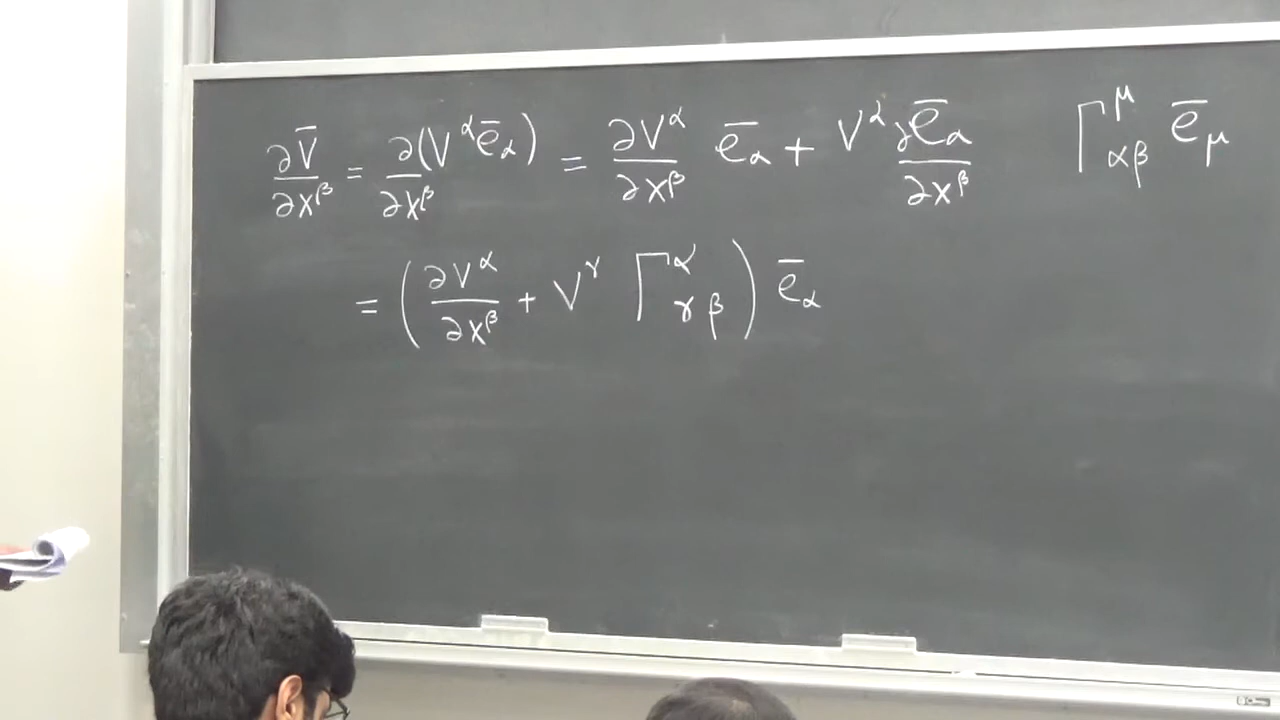 ∂V̄/∂x^β = ∂(V^α ē_α)/∂x^β = ∂V^α/∂x^β ē_α + V^α ∂ē_α/∂x^β    Γ^μ_αβ ē_μ
= (∂V^α/∂x^β + V^γ Γ^α_γβ) ē_α